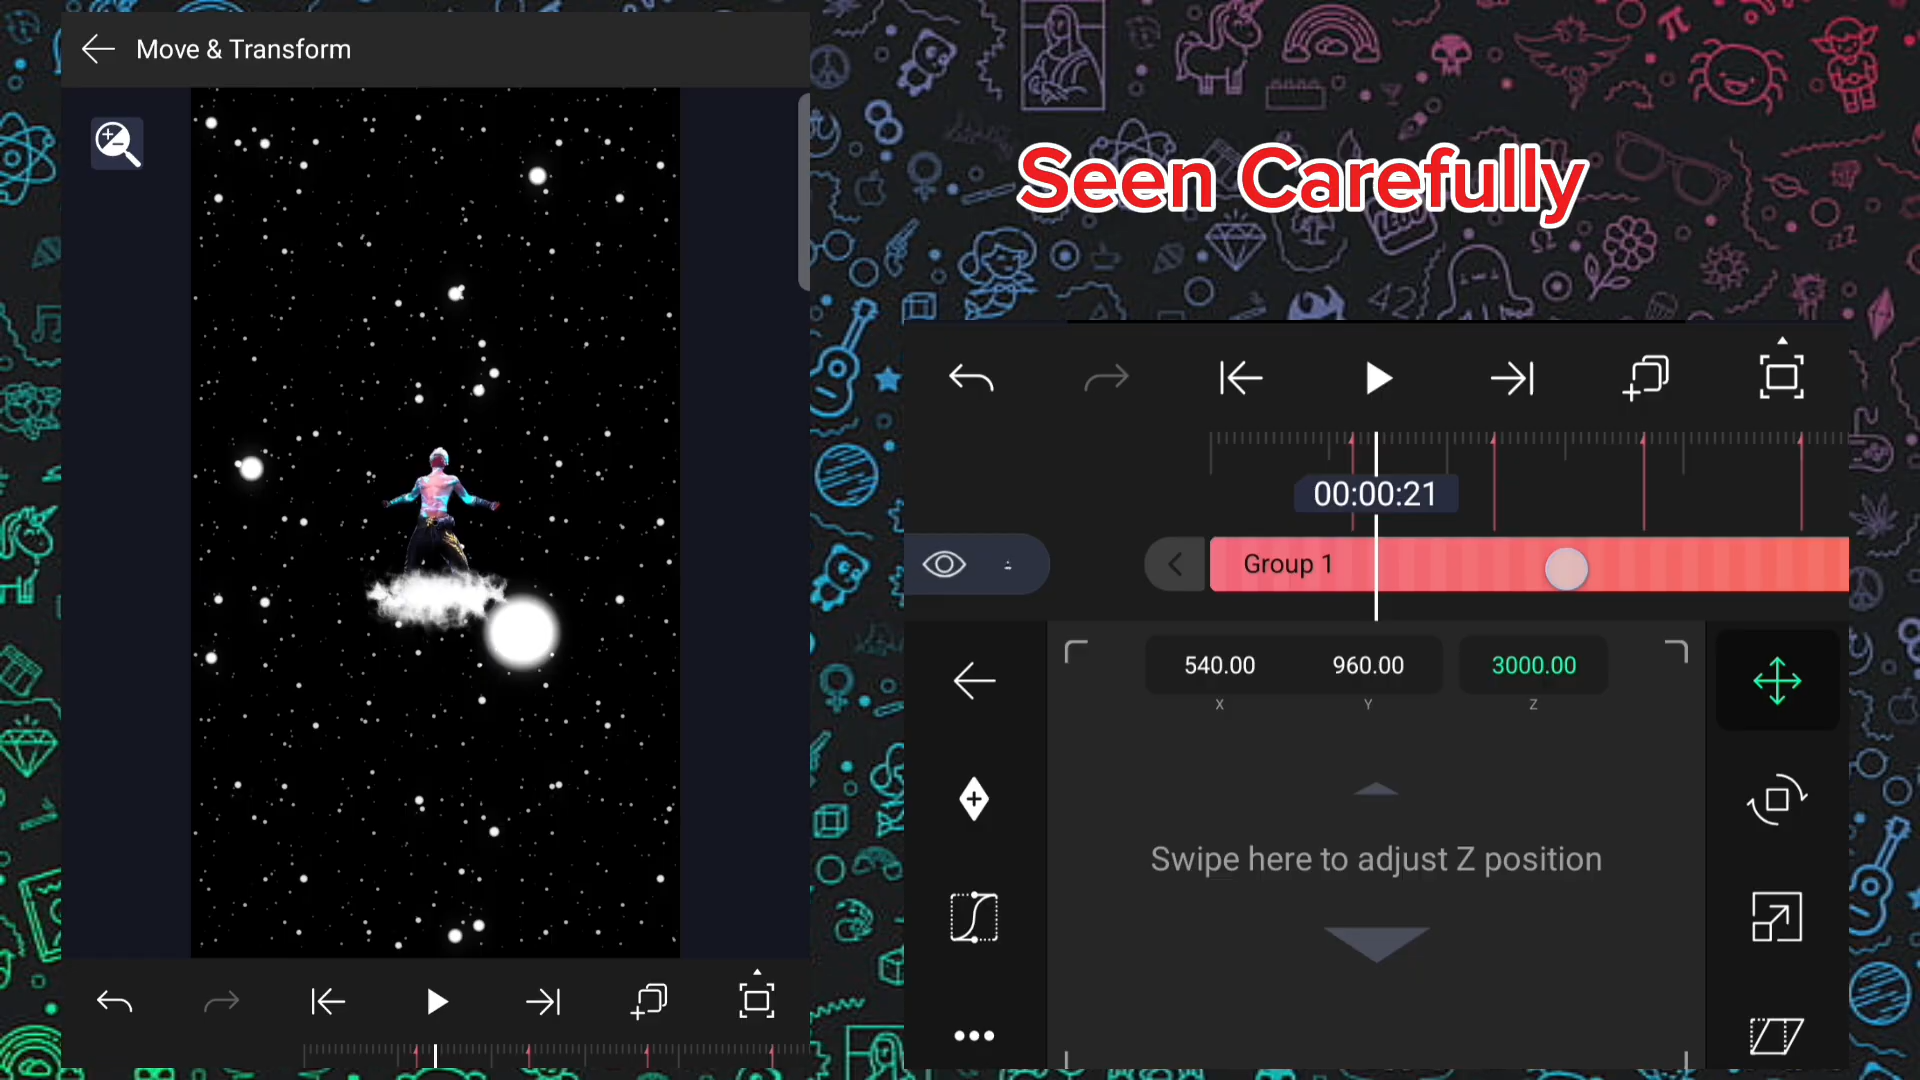 Move & Transform
Seen Carefully
00:00:21
Group 1
540.00 960.00 3000.00
X Y Z
Swipe here to adjust Z position